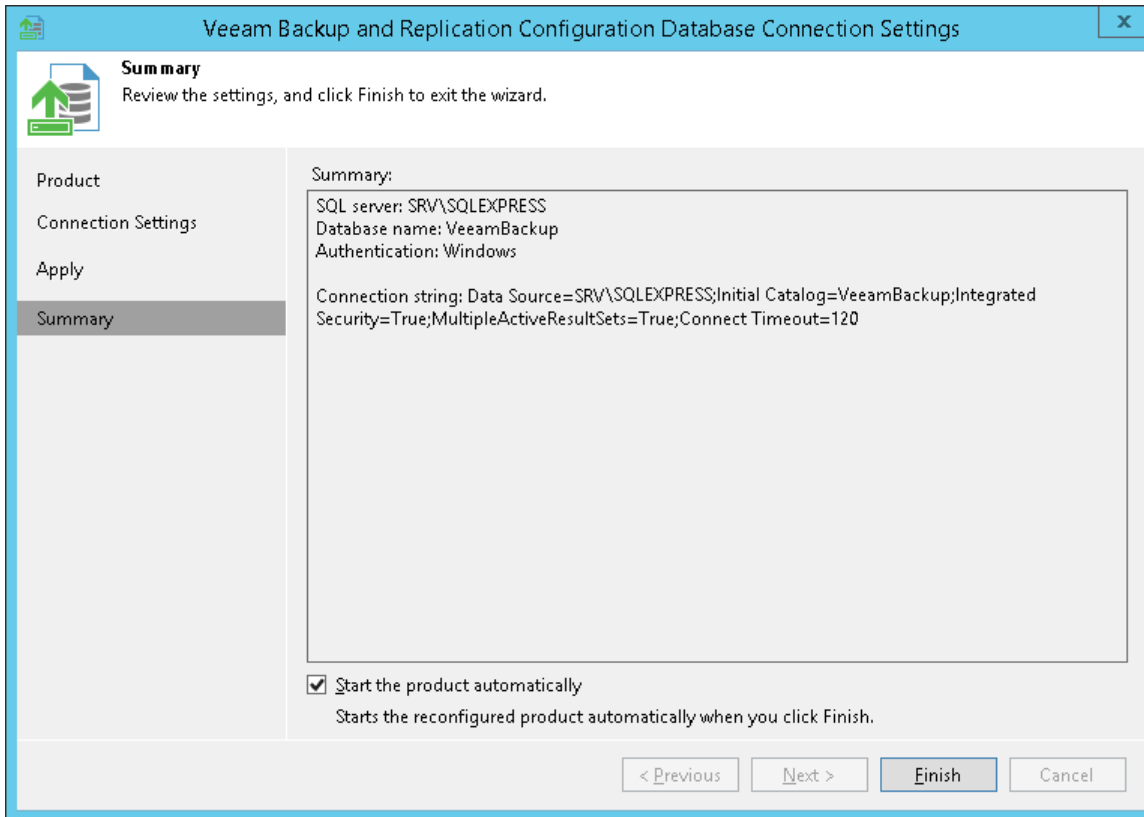 Veeam Backup and Replication Configuration Database Connection Settings
x
Summary
Review the settings, and click Finish to exit the wizard.
Product
Connection Settings
Apply
Summary
Summary:
SQL server: SRV\SQLEXPRESS
Database name: VeeamBackup
Authentication: Windows
Connection string: Data Source=SRV\SQLEXPRESS;Initial Catalog=VeeamBackup;Integrated
Security=True;MultipleActiveResultSets=True;Connect Timeout=120
Start the product automatically
Starts the reconfigured product automatically when you click Finish.
< Previous
Next >
Finish
Cancel